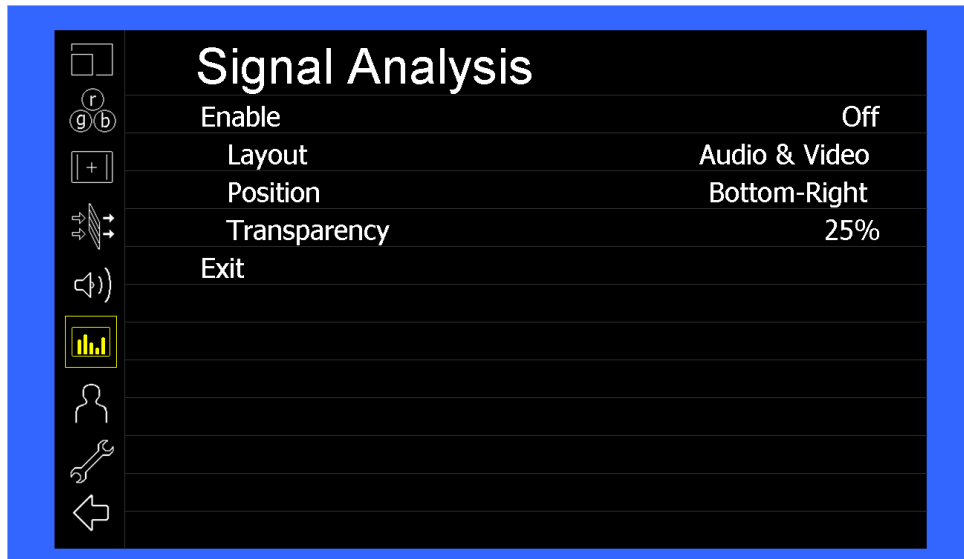 Signal Analysis
r
g b
Enable Off
Layout Audio & Video
Position Bottom-Right
Transparency 25%
Exit